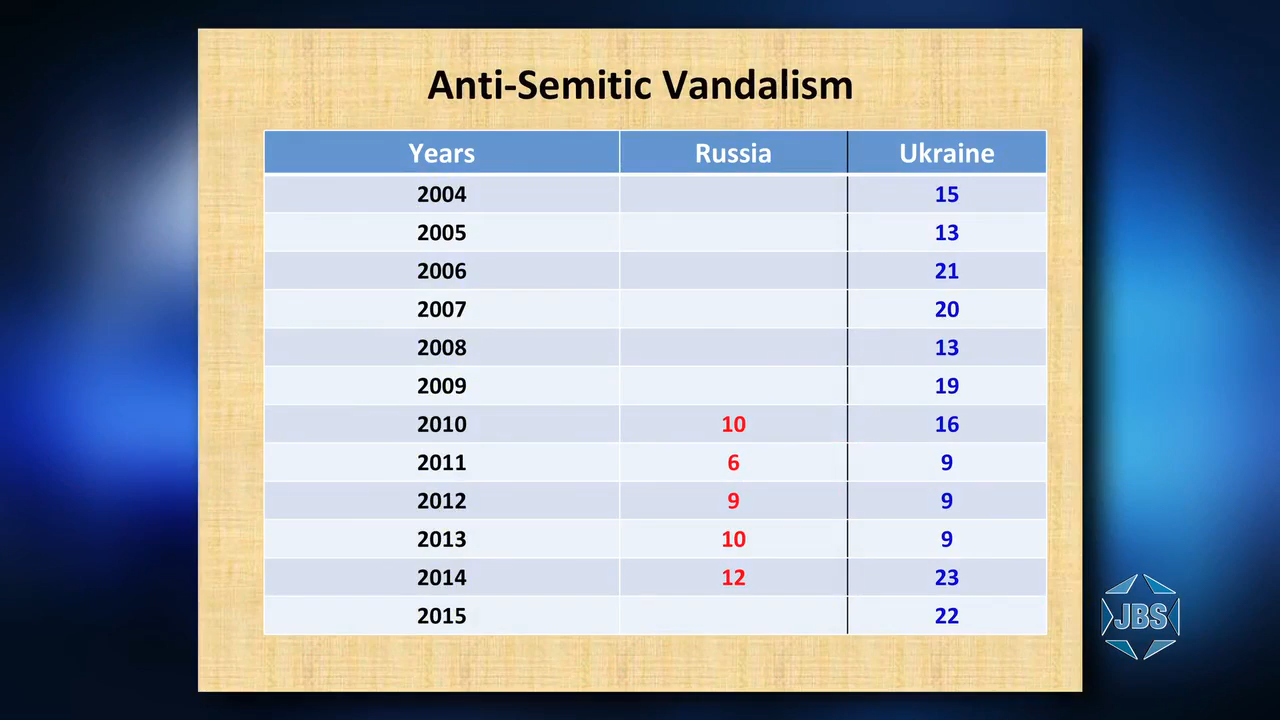 Anti-Semitic Vandalism
Years Russia Ukraine
2004 15
2005 13
2006 21
2007 20
2008 13
2009 19
2010 10 16
2011 6 9
2012 9 9
2013 10 9
2014 12 23
2015 22
JBS